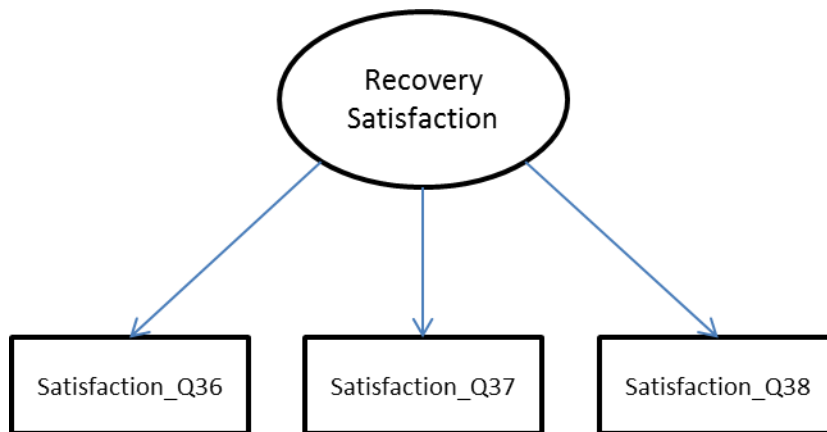 Recovery
Satisfaction
Satisfaction_Q36
Satisfaction_Q37
Satisfaction_Q38